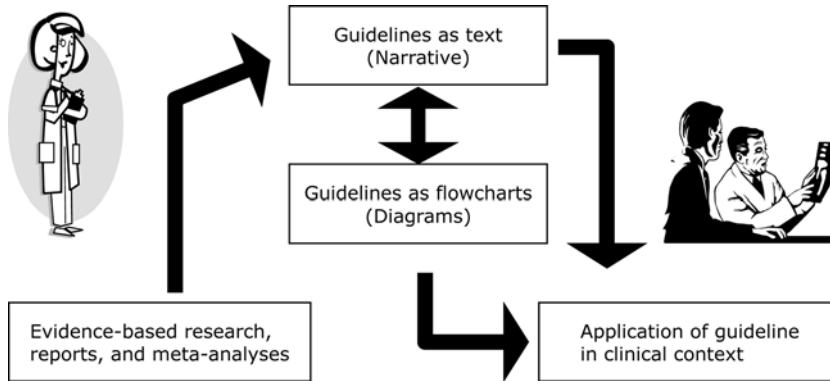 Guidelines as text
(Narrative)
Guidelines as flowcharts
(Diagrams)
Evidence-based research,
reports, and meta-analyses
Application of guideline
in clinical context